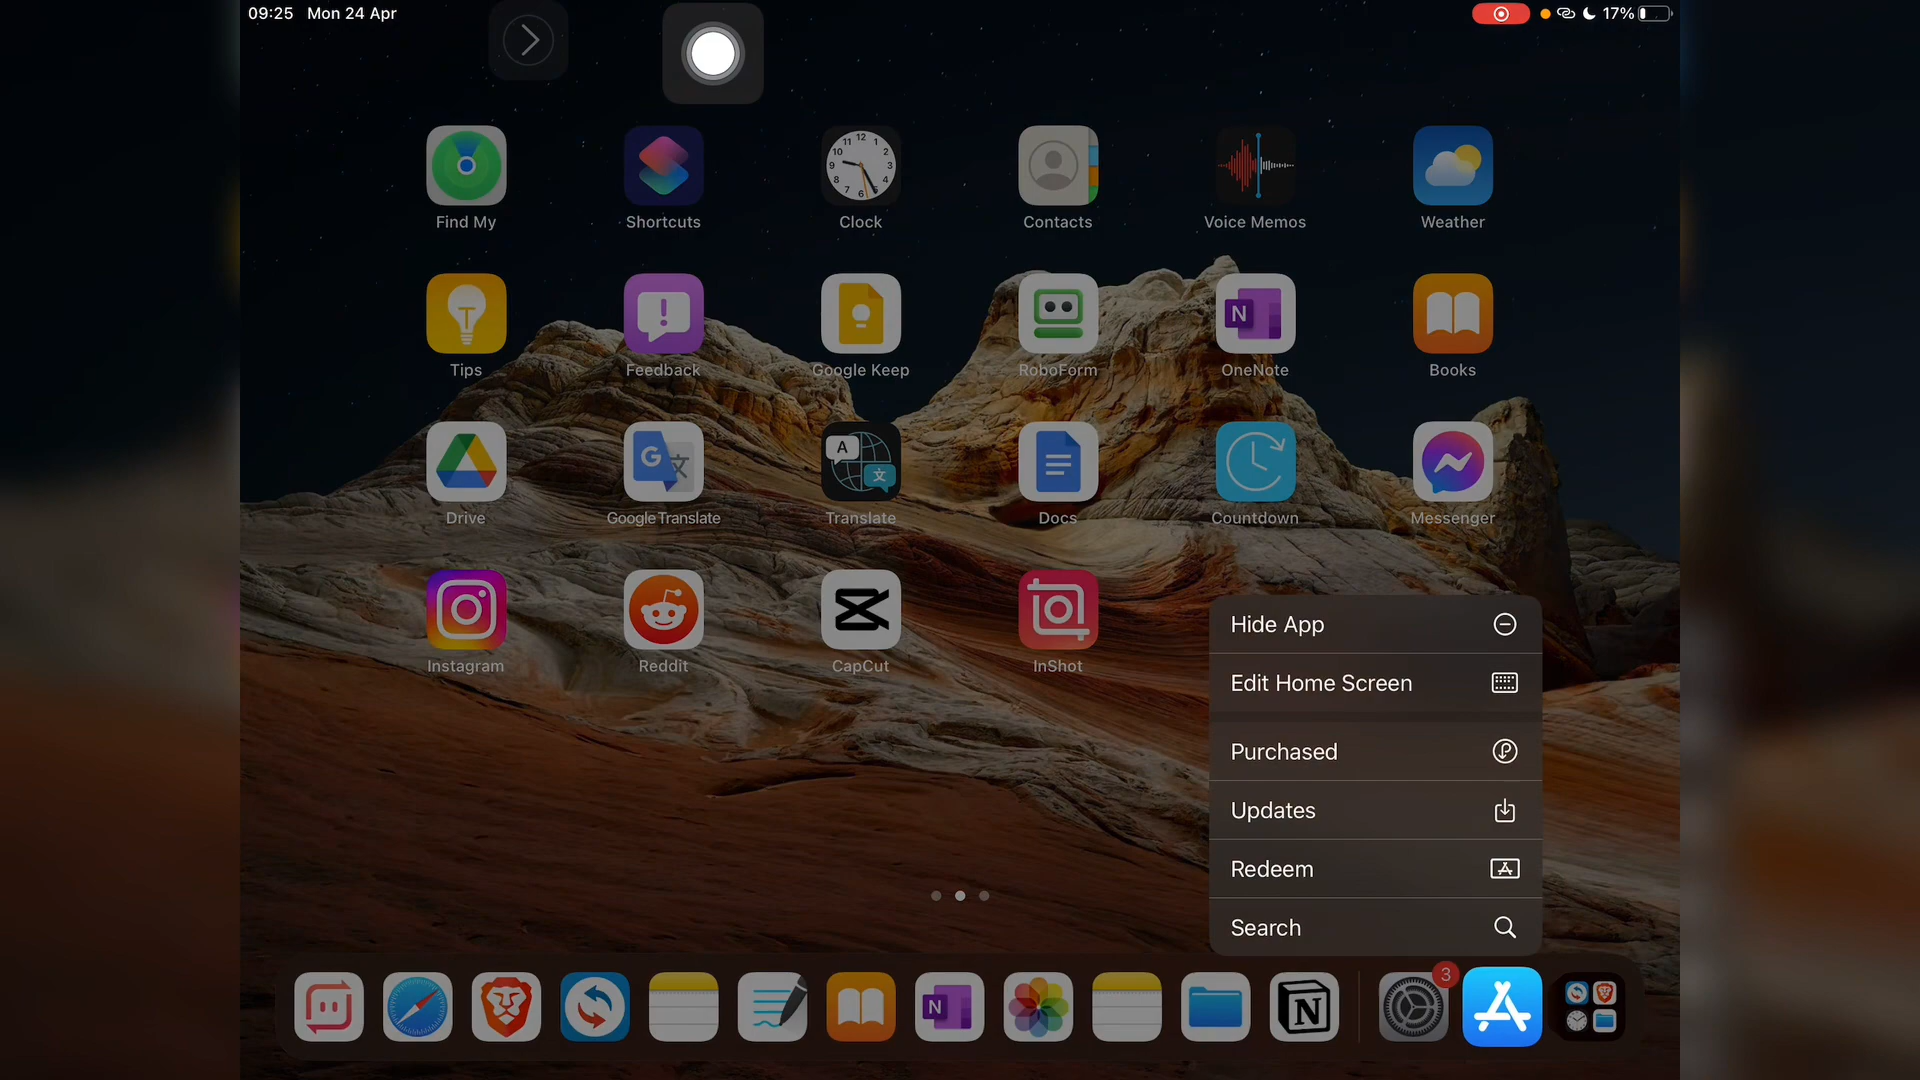 09:25 Mon 24 Apr
17%
Find My
Shortcuts
Clock
Contacts
Voice Memos
Weather
Tips
Feedback
Google Keep
RoboForm
OneNote
Books
Drive
Google Translate
Translate
Docs
Countdown
Messenger
Instagram
Reddit
CapCut
InShot
Hide App
Edit Home Screen
Purchased
Updates
Redeem
Search
3